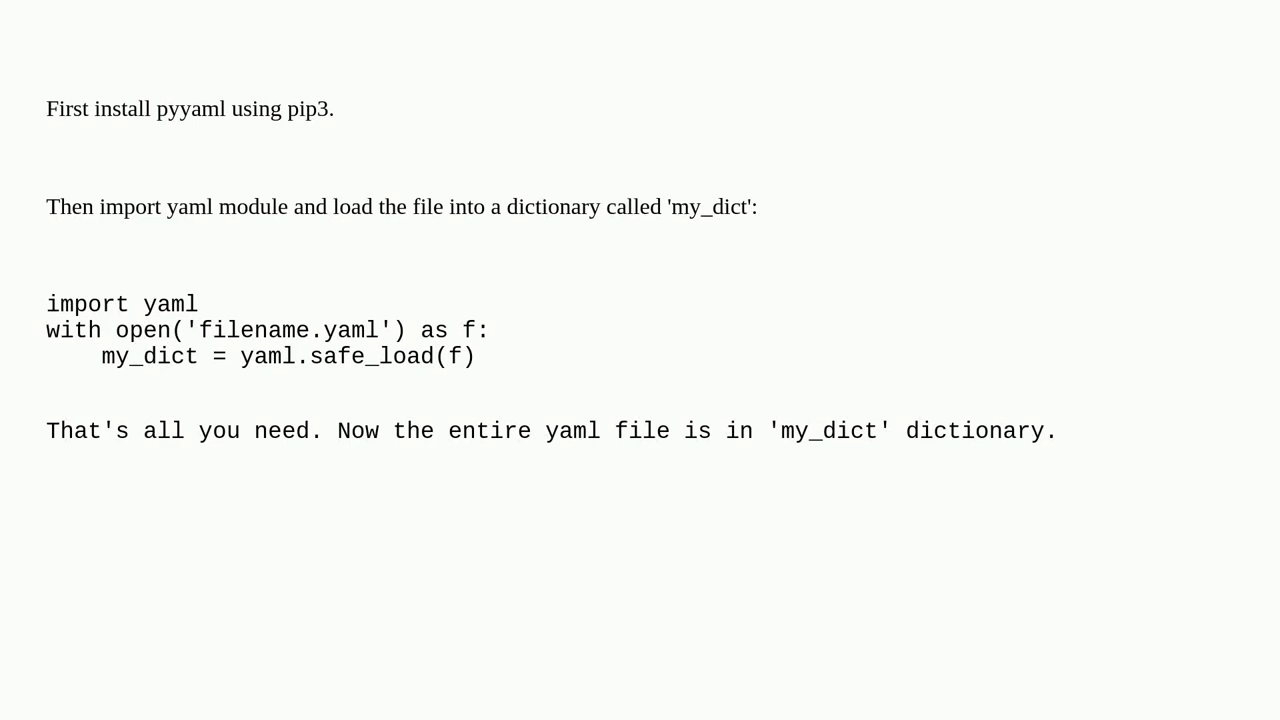 First install pyyaml using pip3.
Then import yaml module and load the file into a dictionary called 'my_dict':
import yaml
with open('filename.yaml') as f:
    my_dict = yaml.safe_load(f)
That's all you need. Now the entire yaml file is in 'my_dict' dictionary.